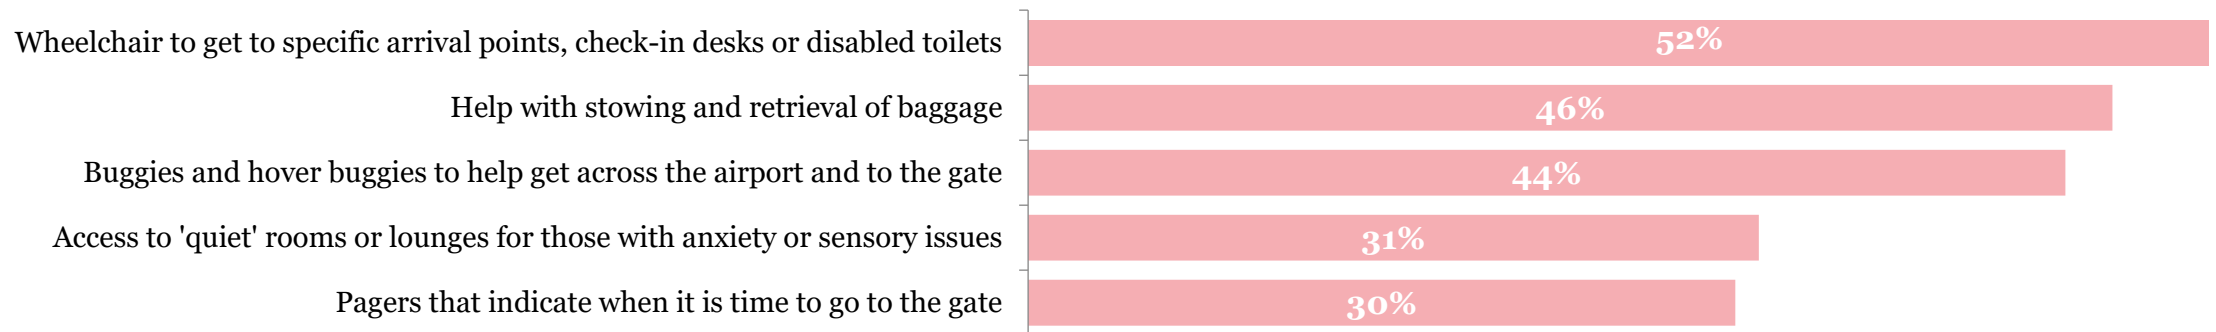 Wheelchair to get to specific arrival points, check-in desks or disabled toilets 52%
Help with stowing and retrieval of baggage 46%
Buggies and hover buggies to help get across the airport and to the gate 44%
Access to 'quiet' rooms or lounges for those with anxiety or sensory issues 31%
Pagers that indicate when it is time to go to the gate 30%